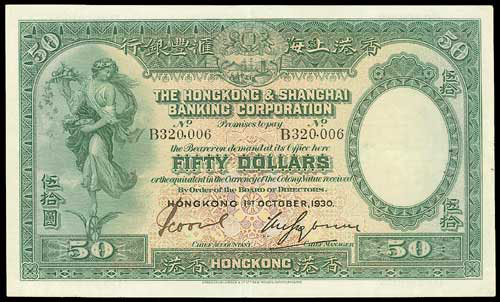 50 香港上海滙豐銀行 50
THE HONGKONG & SHANGHAI
BANKING CORPORATION
No Promises to pay No
B320,006 B320,006
the Bearer on demand at its Office here
FIFTY DOLLARS
or the equivalent in the Currency of the Colony, Value received
By Order of the Board of Directors.
HONGKONG 1ST OCTOBER, 1930.
伍拾圓
伍拾
伍拾
CHIEF ACCOUNTANT CHIEF MANAGER
50 港香 HONGKONG 港香 50